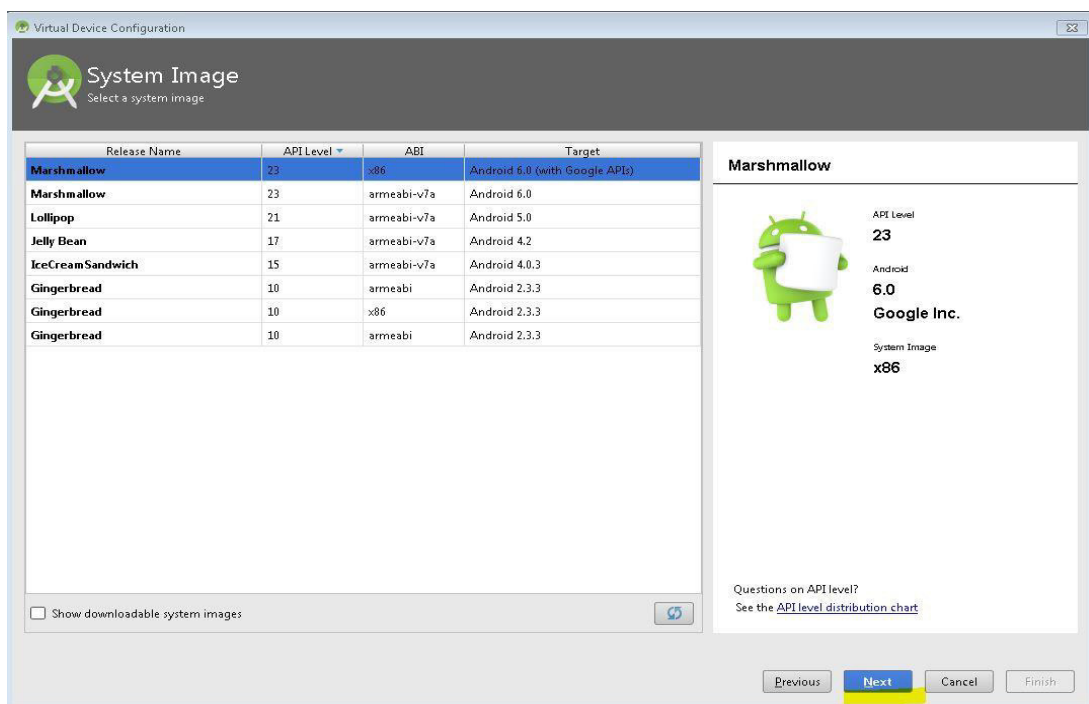 Virtual Device Configuration
System Image
Select a system image
Release Name API Level ABI Target
Marshmallow 23 x86 Android 6.0 (with Google APIs)
Marshmallow 23 armeabi-v7a Android 6.0
Lollipop 21 armeabi-v7a Android 5.0
Jelly Bean 17 armeabi-v7a Android 4.2
IceCreamSandwich 15 armeabi-v7a Android 4.0.3
Gingerbread 10 armeabi Android 2.3.3
Gingerbread 10 x86 Android 2.3.3
Gingerbread 10 armeabi Android 2.3.3
Show downloadable system images
Marshmallow
API Level
23
Android
6.0
Google Inc.
System Image
x86
Questions on API level?
See the API level distribution chart
Previous Next Cancel Finish